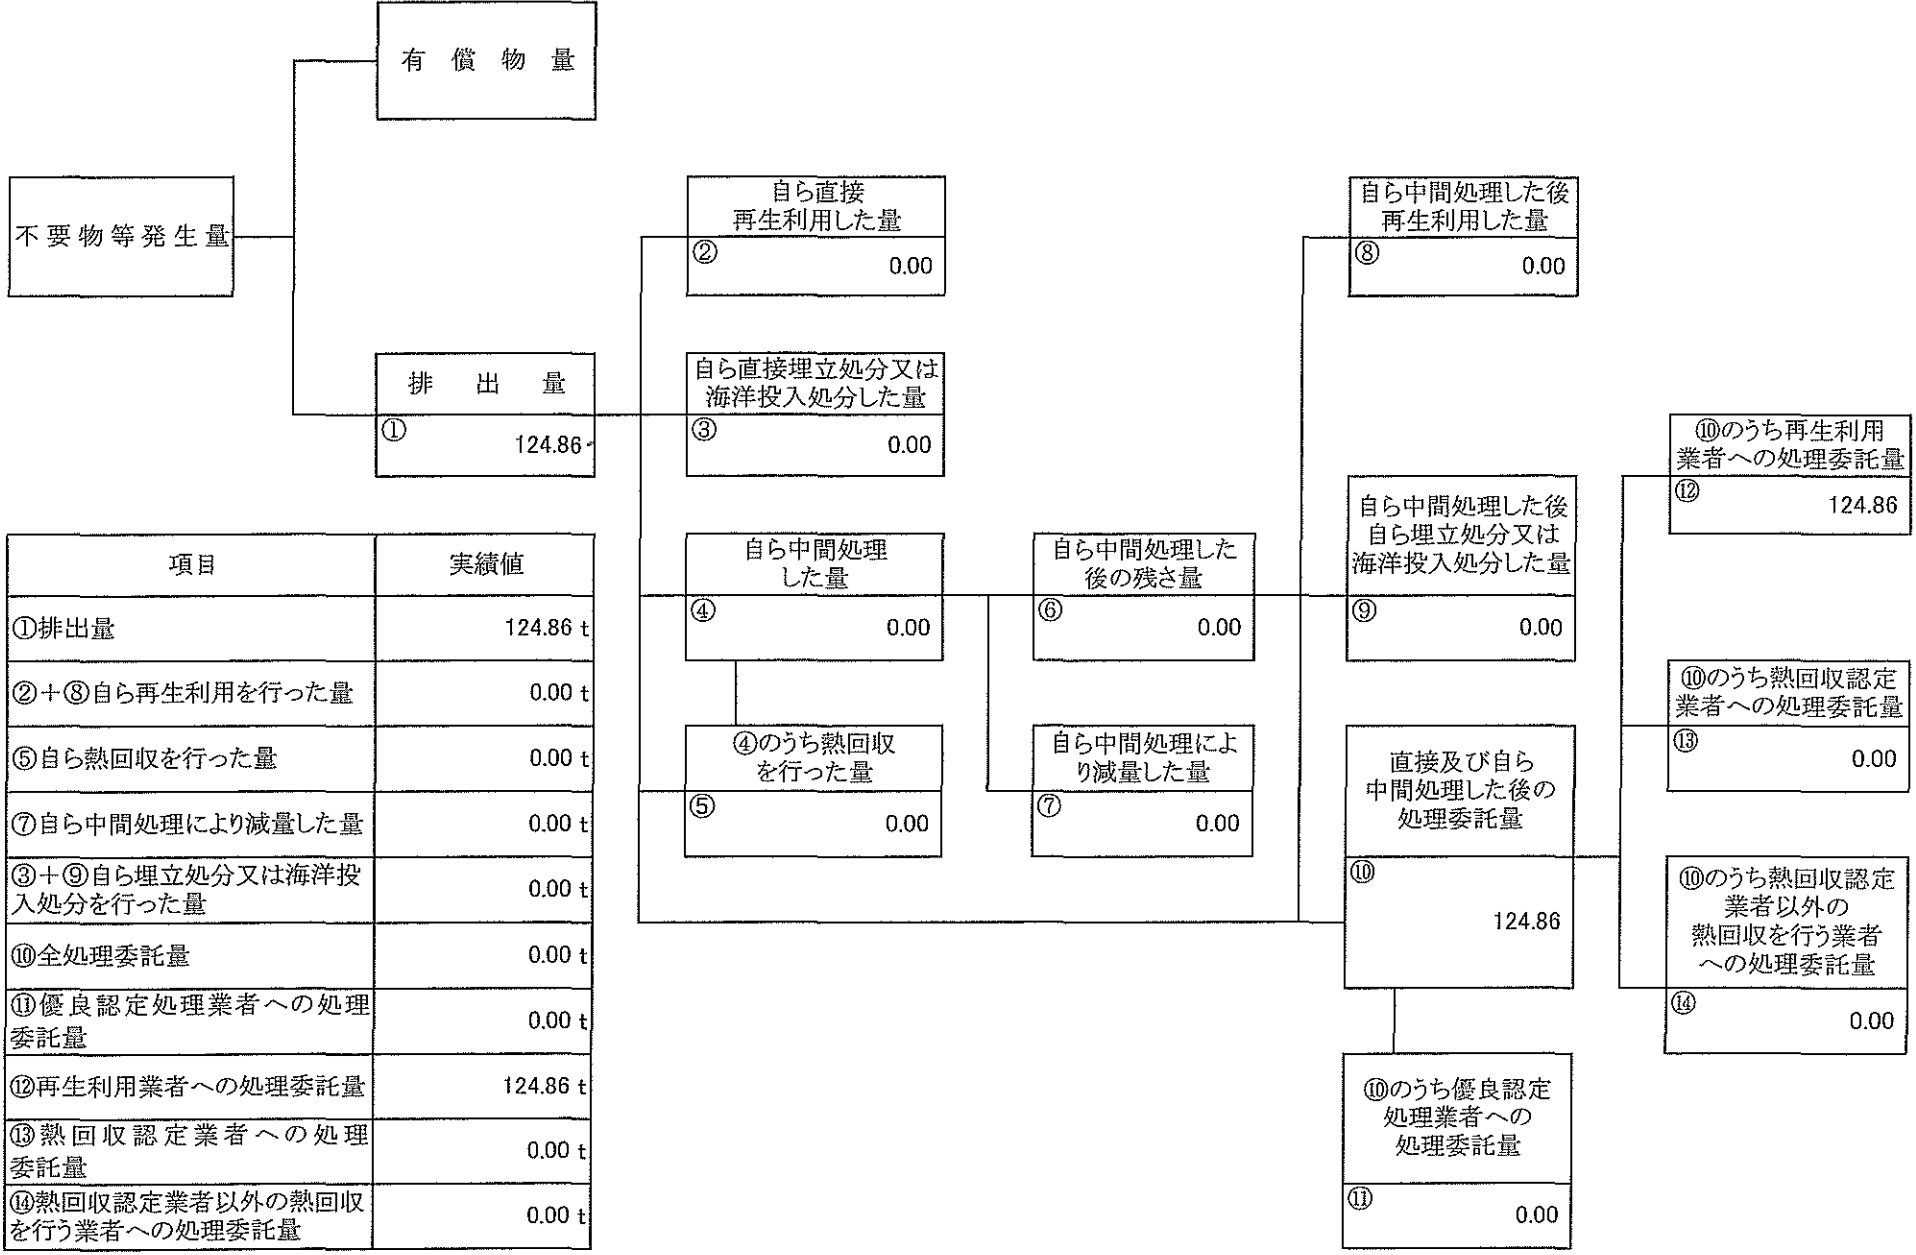 有償物量
不要物等発生量
排出量
①
124.86
自ら直接
再生利用した量
②
0.00
自ら直接埋立処分又は
海洋投入処分した量
③
0.00
自ら中間処理
した量
④
0.00
④のうち熱回収
を行った量
⑤
0.00
自ら中間処理した
後の残さ量
⑥
0.00
自ら中間処理によ
り減量した量
⑦
0.00
自ら中間処理した後
再生利用した量
⑧
0.00
自ら中間処理した後
自ら埋立処分又は
海洋投入処分した量
⑨
0.00
直接及び自ら
中間処理した後の
処理委託量
⑩
124.86
⑩のうち優良認定
処理業者への
処理委託量
⑪
0.00
⑩のうち再生利用
業者への処理委託量
⑫
124.86
⑩のうち熱回収認定
業者への処理委託量
⑬
0.00
⑩のうち熱回収認定
業者以外の
熱回収を行う業者
への処理委託量
⑭
0.00
項目 実績値
①排出量 124.86 t
②+⑧自ら再生利用を行った量 0.00 t
⑤自ら熱回収を行った量 0.00 t
⑦自ら中間処理により減量した量 0.00 t
③+⑨自ら埋立処分又は海洋投
入処分を行った量 0.00 t
⑩全処理委託量 0.00 t
⑪優良認定処理業者への処理
委託量 0.00 t
⑫再生利用業者への処理委託量 124.86 t
⑬熱回収認定業者への処理
委託量 0.00 t
⑭熱回収認定業者以外の熱回収
を行う業者への処理委託量 0.00 t